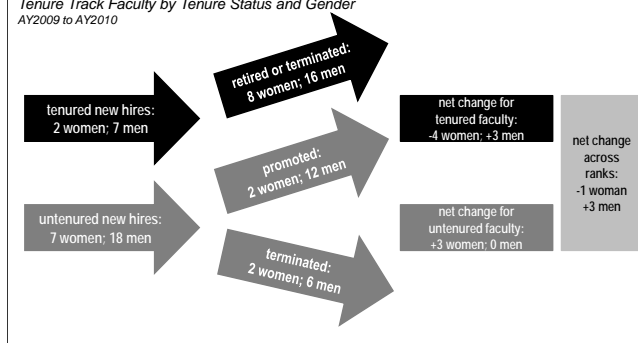 Tenure Track Faculty by Tenure Status and Gender
AY2009 to AY2010
retired or terminated:
8 women; 16 men
tenured new hires:
2 women; 7 men
net change for
tenured faculty:
-4 women; +3 men
promoted:
2 women; 12 men
net change
across
ranks:
-1 woman
+3 men
untenured new hires:
7 women; 18 men
net change for
untenured faculty:
+3 women; 0 men
terminated:
2 women; 6 men